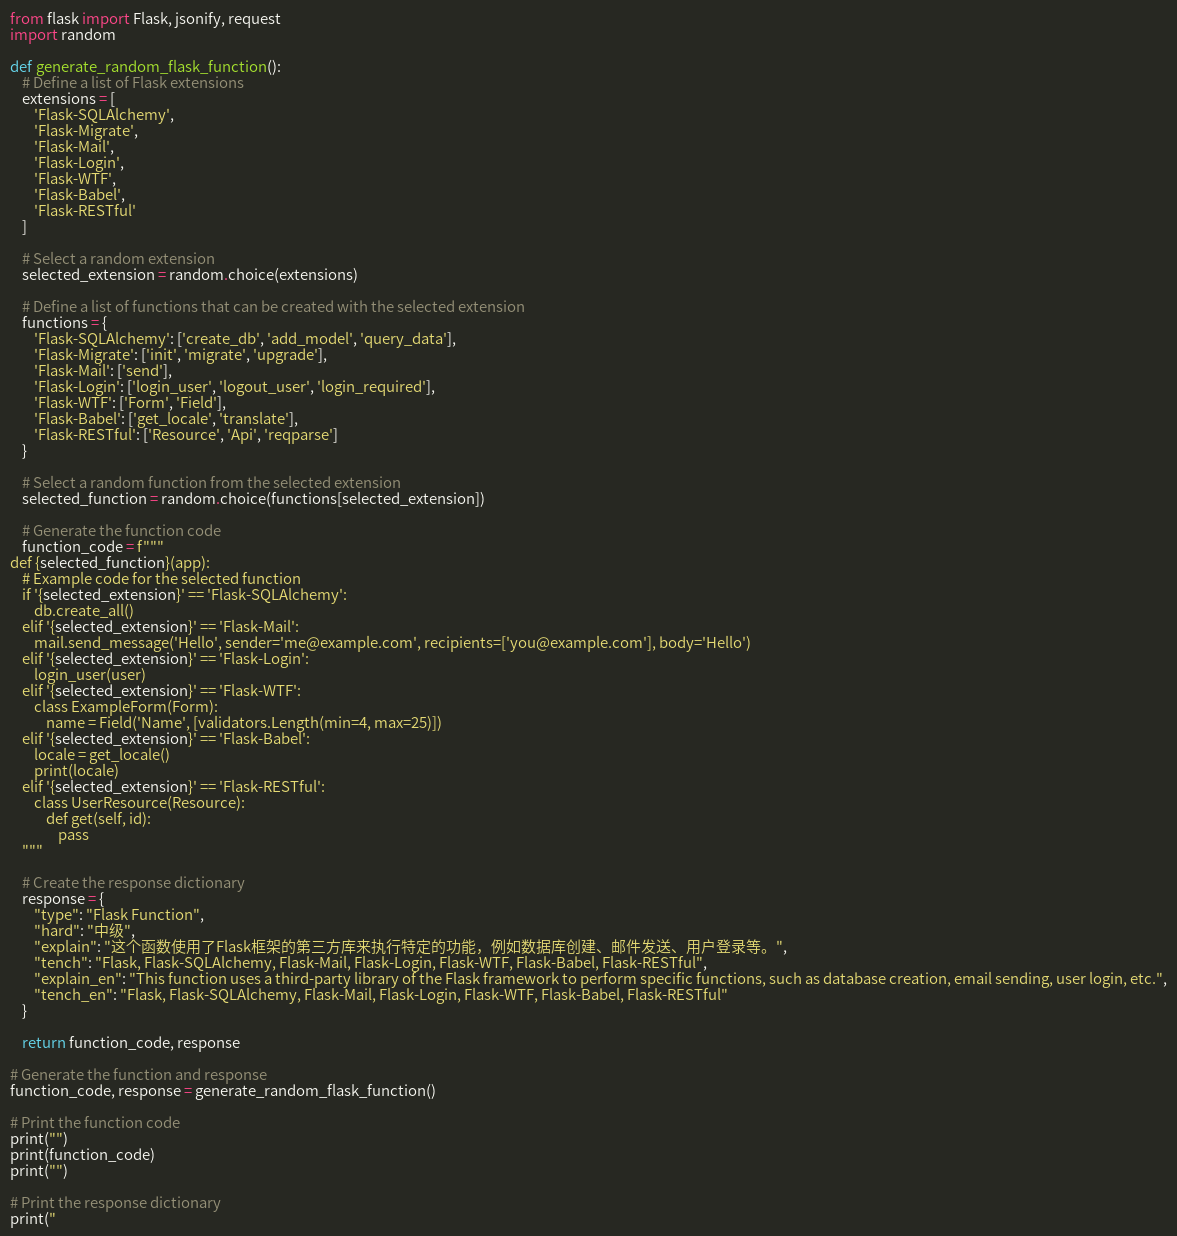 from flask import Flask, jsonify, request
import random

def generate_random_flask_function():
    # Define a list of Flask extensions
    extensions = [
        'Flask-SQLAlchemy',
        'Flask-Migrate',
        'Flask-Mail',
        'Flask-Login',
        'Flask-WTF',
        'Flask-Babel',
        'Flask-RESTful'
    ]

    # Select a random extension
    selected_extension = random.choice(extensions)

    # Define a list of functions that can be created with the selected extension
    functions = {
        'Flask-SQLAlchemy': ['create_db', 'add_model', 'query_data'],
        'Flask-Migrate': ['init', 'migrate', 'upgrade'],
        'Flask-Mail': ['send'],
        'Flask-Login': ['login_user', 'logout_user', 'login_required'],
        'Flask-WTF': ['Form', 'Field'],
        'Flask-Babel': ['get_locale', 'translate'],
        'Flask-RESTful': ['Resource', 'Api', 'reqparse']
    }

    # Select a random function from the selected extension
    selected_function = random.choice(functions[selected_extension])

    # Generate the function code
    function_code = f"""
def {selected_function}(app):
    # Example code for the selected function
    if '{selected_extension}' == 'Flask-SQLAlchemy':
        db.create_all()
    elif '{selected_extension}' == 'Flask-Mail':
        mail.send_message('Hello', sender='me@example.com', recipients=['you@example.com'], body='Hello')
    elif '{selected_extension}' == 'Flask-Login':
        login_user(user)
    elif '{selected_extension}' == 'Flask-WTF':
        class ExampleForm(Form):
            name = Field('Name', [validators.Length(min=4, max=25)])
    elif '{selected_extension}' == 'Flask-Babel':
        locale = get_locale()
        print(locale)
    elif '{selected_extension}' == 'Flask-RESTful':
        class UserResource(Resource):
            def get(self, id):
                pass
    """

    # Create the response dictionary
    response = {
        "type": "Flask Function",
        "hard": "中级",
        "explain": "这个函数使用了Flask框架的第三方库来执行特定的功能，例如数据库创建、邮件发送、用户登录等。",
        "tench": "Flask, Flask-SQLAlchemy, Flask-Mail, Flask-Login, Flask-WTF, Flask-Babel, Flask-RESTful",
        "explain_en": "This function uses a third-party library of the Flask framework to perform specific functions, such as database creation, email sending, user login, etc.",
        "tench_en": "Flask, Flask-SQLAlchemy, Flask-Mail, Flask-Login, Flask-WTF, Flask-Babel, Flask-RESTful"
    }

    return function_code, response

# Generate the function and response
function_code, response = generate_random_flask_function()

# Print the function code
print("")
print(function_code)
print("")

# Print the response dictionary
print("